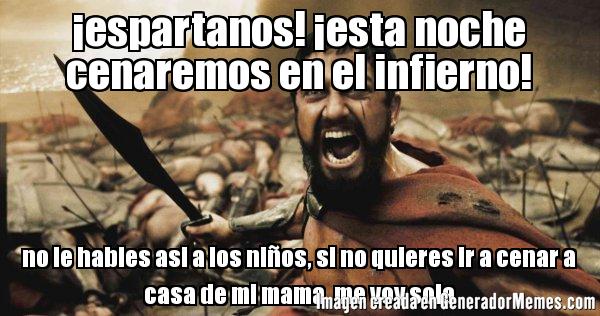 ¡espartanos! ¡esta noche
cenaremos en el infierno!
no le hables asi a los niños, si no quieres ir a cenar a
casa de mi mama, me voy solo
Imagen creada en GeneradorMemes.com